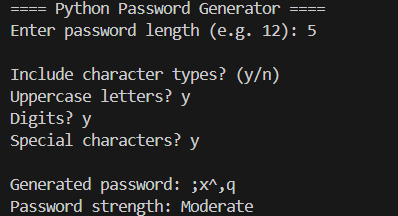 ==== Python Password Generator ====
Enter password length (e.g. 12): 5
Include character types? (y/n)
Uppercase letters? y
Digits? y
Special characters? y
Generated password: ;x^,q
Password strength: Moderate